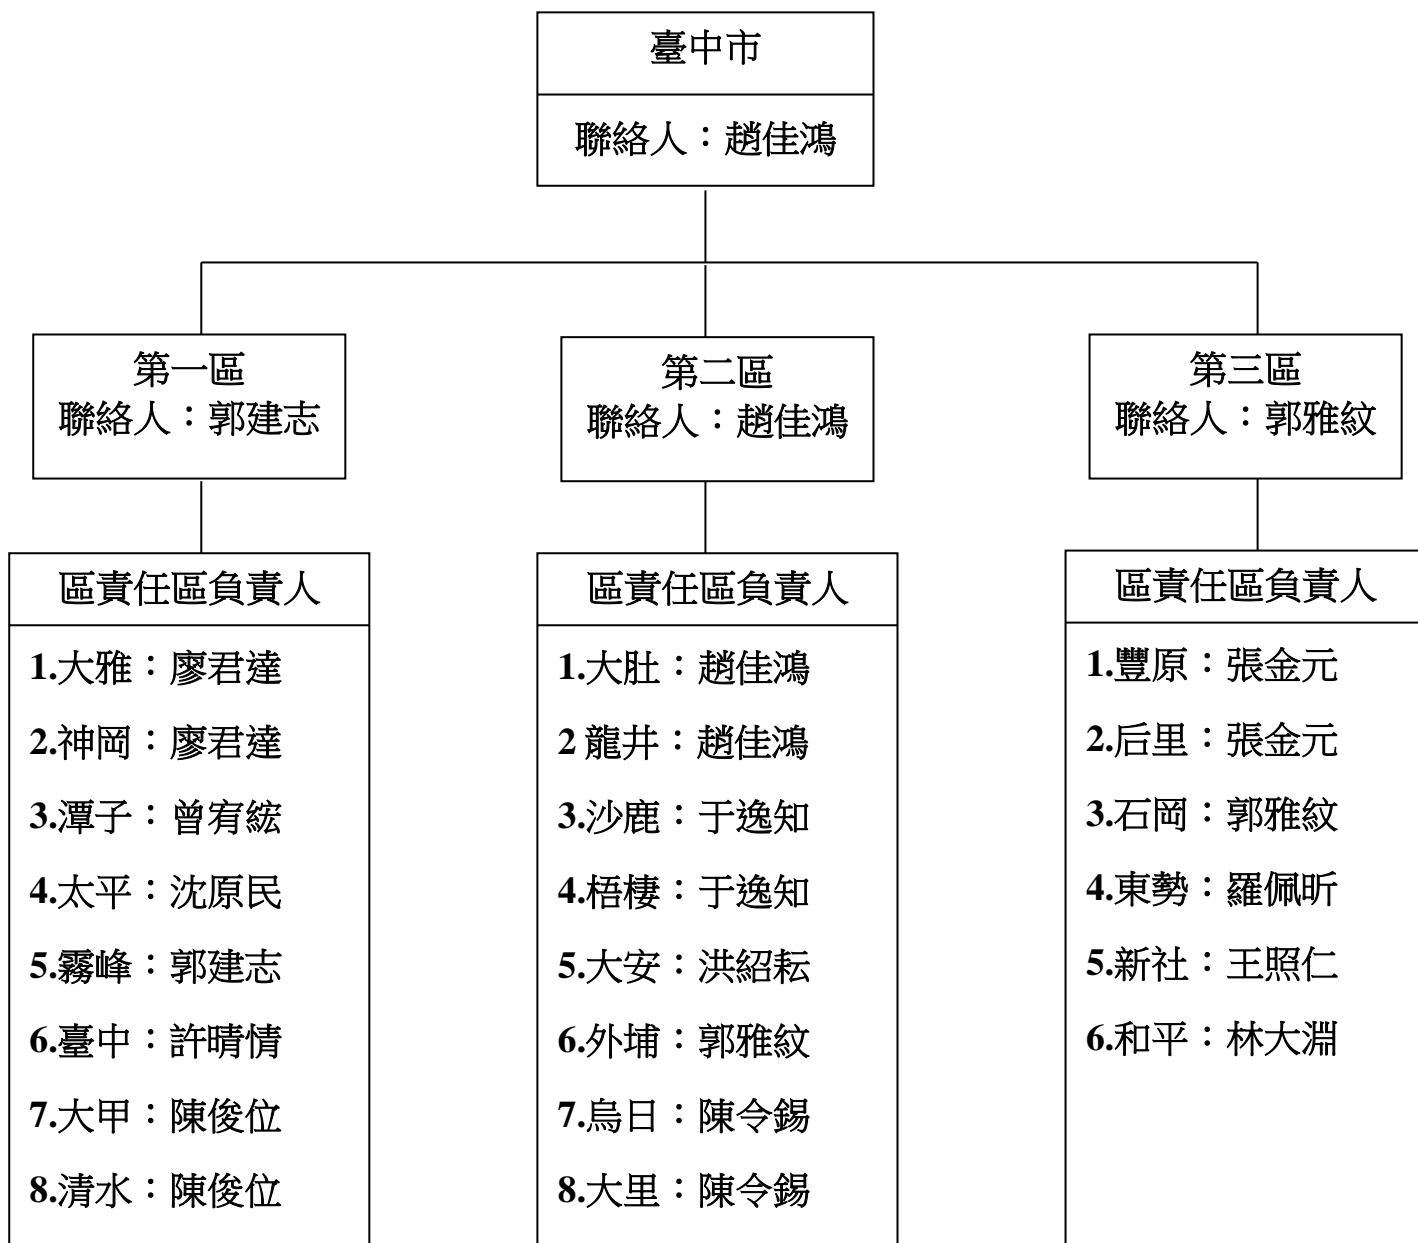 臺中市
聯絡人：趙佳鴻
第一區
聯絡人：郭建志
第二區
聯絡人：趙佳鴻
第三區
聯絡人：郭雅紋
區責任區負責人
1.大雅：廖君達
2.神岡：廖君達
3.潭子：曾宥綋
4.太平：沈原民
5.霧峰：郭建志
6.臺中：許晴情
7.大甲：陳俊位
8.清水：陳俊位
區責任區負責人
1.大肚：趙佳鴻
2 龍井：趙佳鴻
3.沙鹿：于逸知
4.梧棲：于逸知
5.大安：洪紹耘
6.外埔：郭雅紋
7.烏日：陳令錫
8.大里：陳令錫
區責任區負責人
1.豐原：張金元
2.后里：張金元
3.石岡：郭雅紋
4.東勢：羅佩昕
5.新社：王照仁
6.和平：林大淵